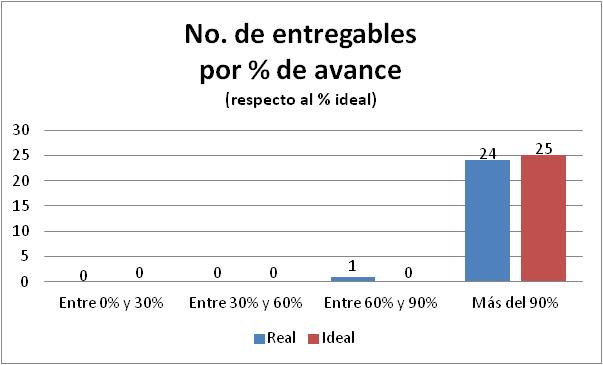 No. de entregables
por % de avance
(respecto al % ideal)
30
25
20
15
10
5
0
0 0 0 0 1 0 24 25
Entre 0% y 30% Entre 30% y 60% Entre 60% y 90% Más del 90%
Real Ideal